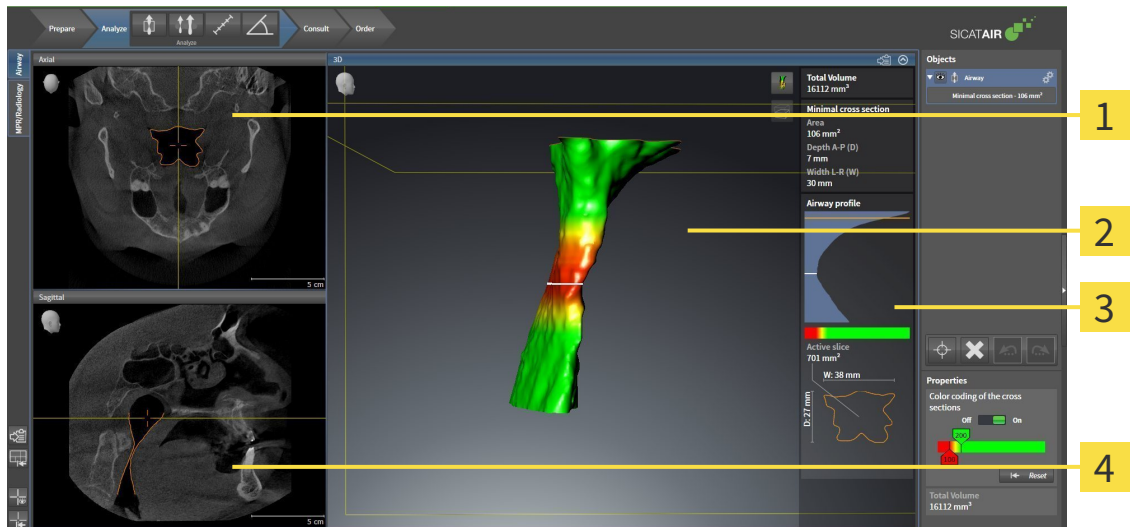 Prepare
Analyze
Analyze
Consult
Order
SICAT AIR
Airway
MPR/Radiology
Axial
5 cm
Sagittal
5 cm
3D
Total Volume
16112 mm³
Minimal cross section
Area
106 mm²
Depth A-P (D)
7 mm
Width L-R (W)
30 mm
Airway profile
Active slice
701 mm²
W: 38 mm
D: 27 mm
Objects
Airway
Minimal cross section - 106 mm²
Properties
Color coding of the cross
sections
Off
On
200
100
Reset
Total Volume
16112 mm³
1
2
3
4